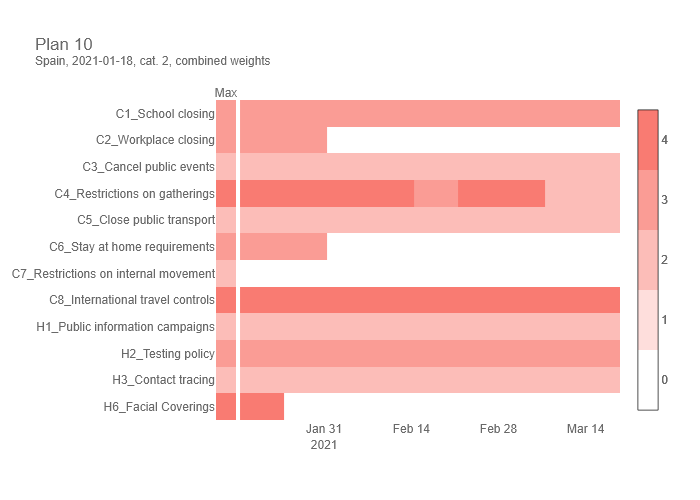 Plan 10
Spain, 2021-01-18, cat. 2, combined weights
Max
C1_School closing
C2_Workplace closing
C3_Cancel public events
C4_Restrictions on gatherings
C5_Close public transport
C6_Stay at home requirements
C7_Restrictions on internal movement
C8_International travel controls
H1_Public information campaigns
H2_Testing policy
H3_Contact tracing
H6_Facial Coverings
Jan 31 Feb 14 Feb 28 Mar 14
2021
4
3
2
1
0